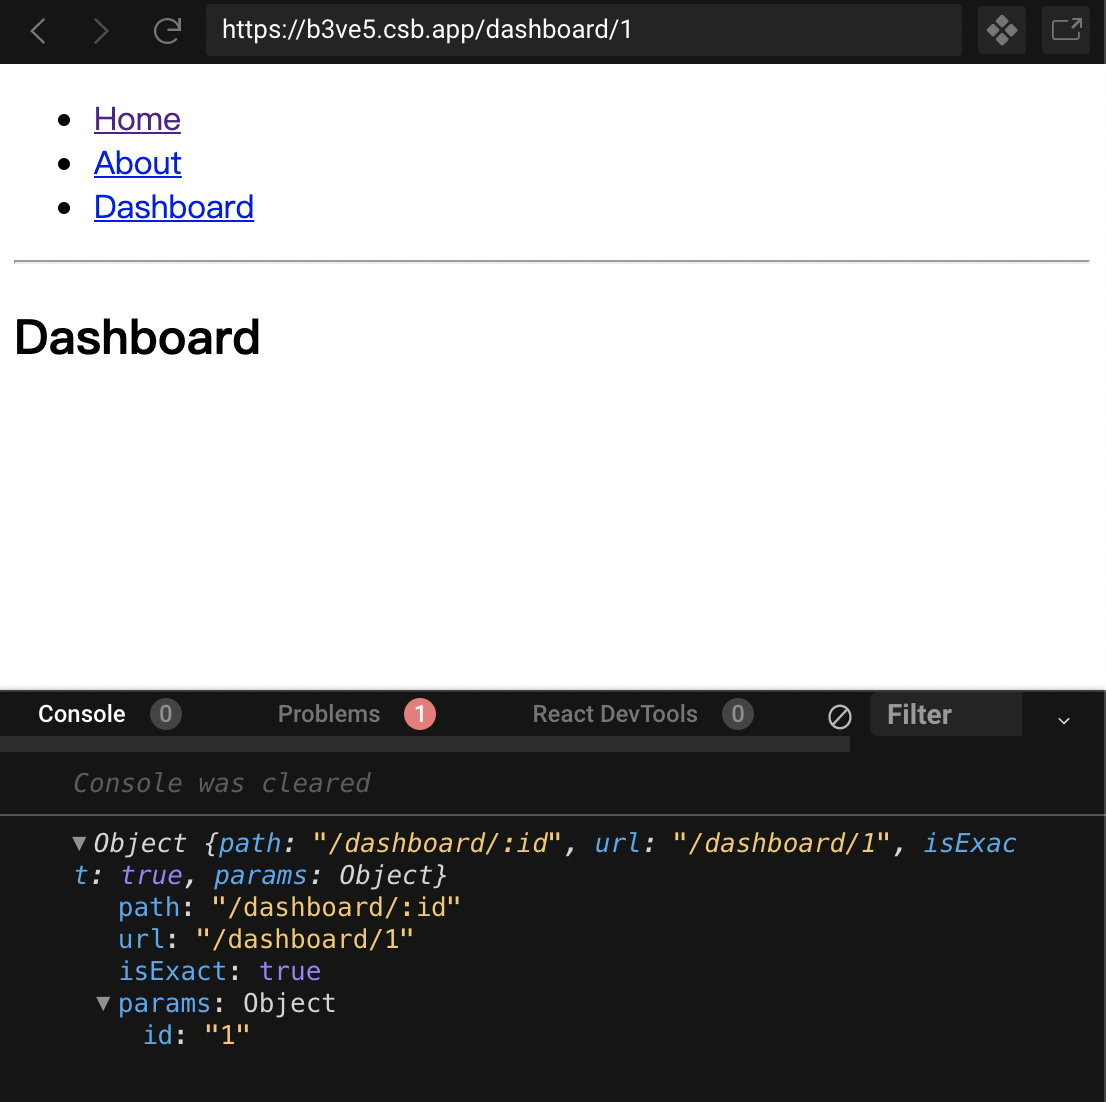 https://b3ve5.csb.app/dashboard/1
Home
About
Dashboard
Dashboard
Console 0 Problems 1 React DevTools 0 Filter
Console was cleared
Object {path: "/dashboard/:id", url: "/dashboard/1", isExac
t: true, params: Object}
path: "/dashboard/:id"
url: "/dashboard/1"
isExact: true
params: Object
id: "1"